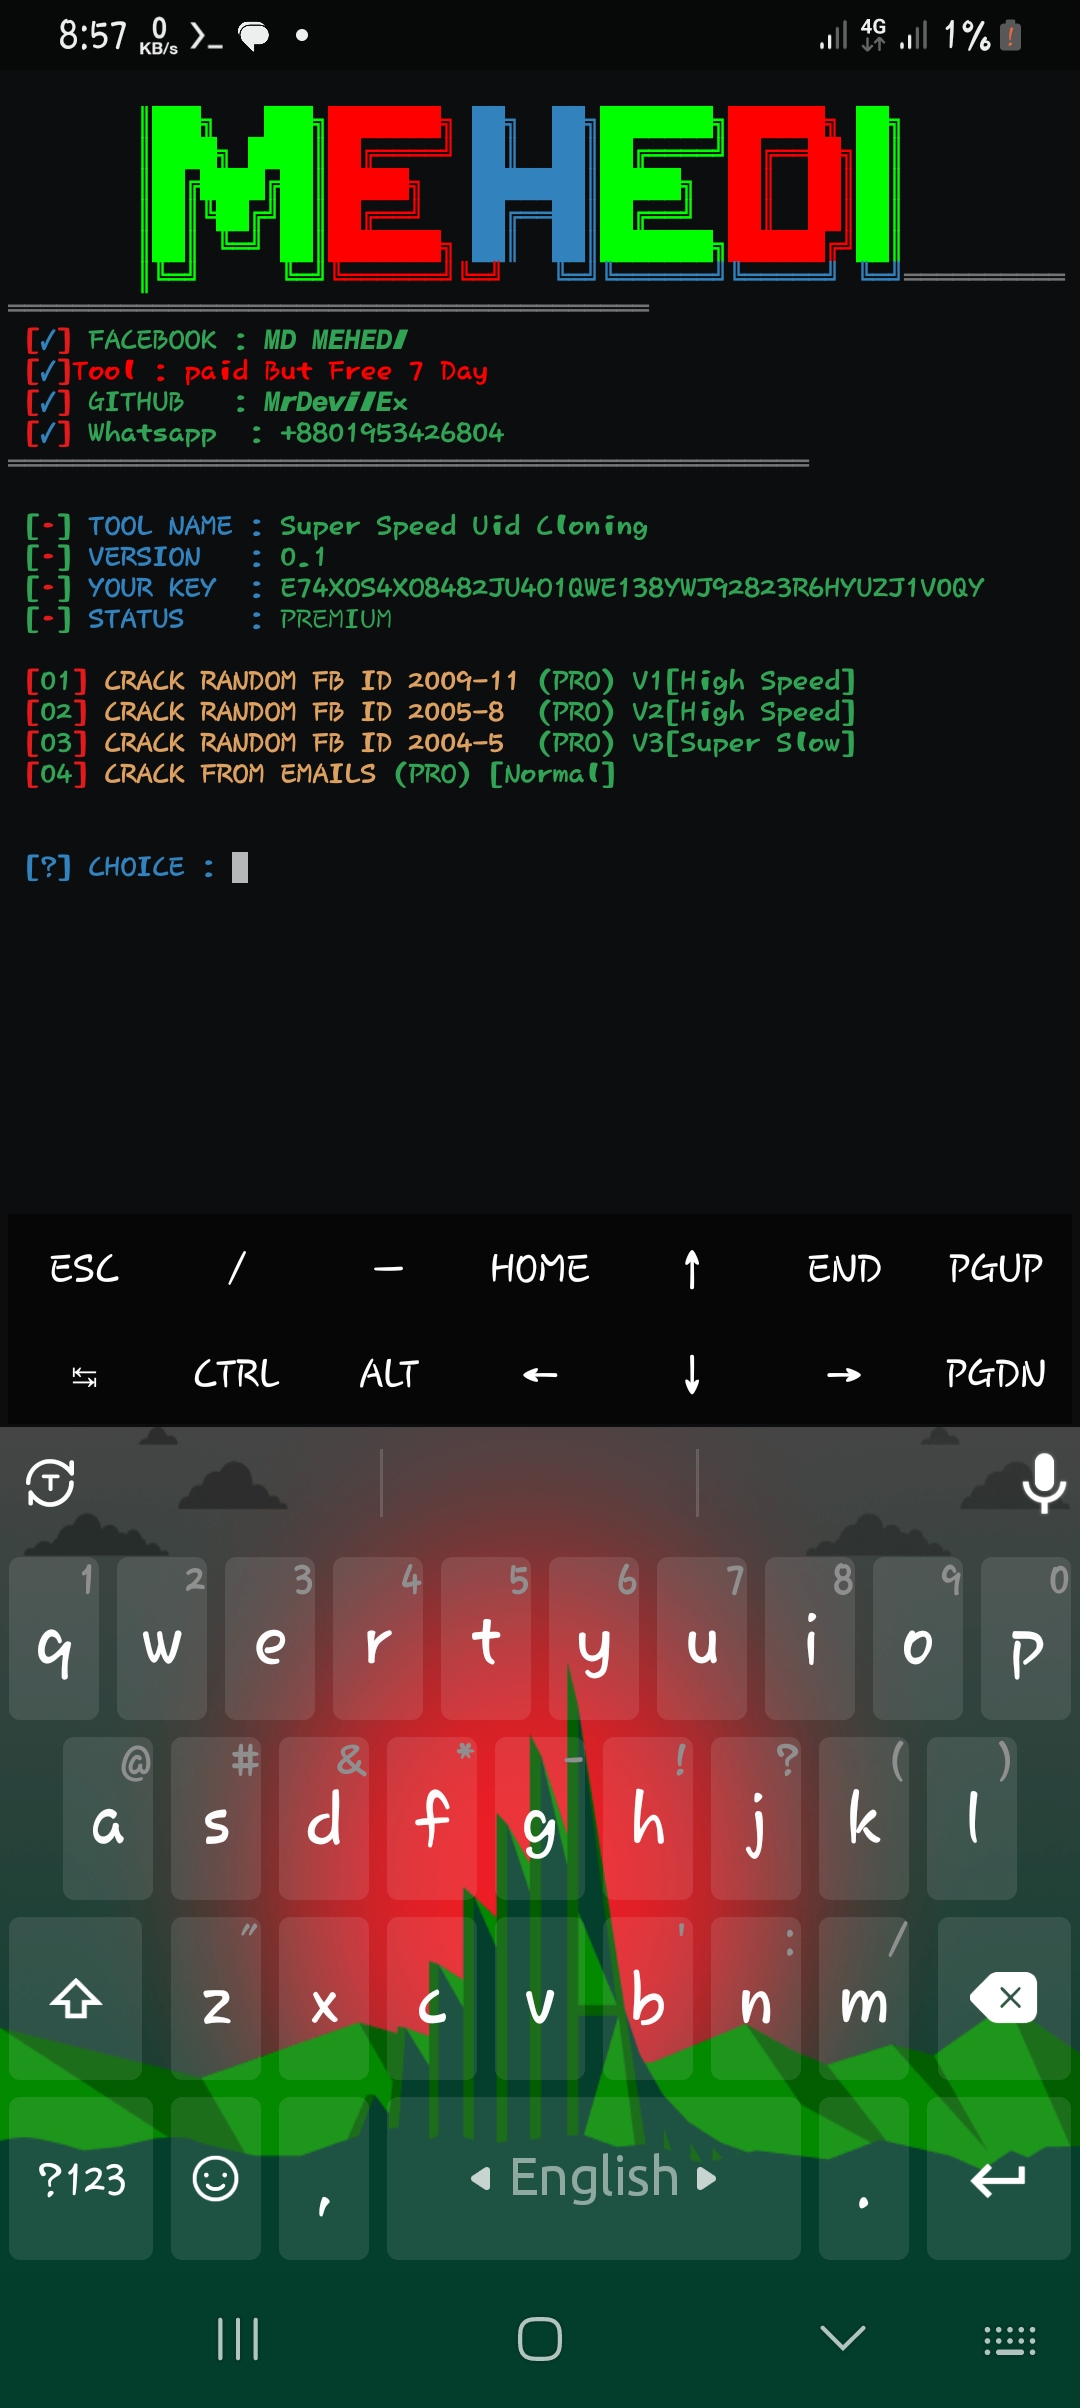 8:57 0 KB/s 4G 1%
MEHEDI
[✓] FACEBOOK : MD MEHEDI
[✓]Tool : paid But Free 7 Day
[✓] GITHUB : MrDevilEx
[✓] Whatsapp : +8801953426804
[-] TOOL NAME : Super Speed Uid Cloning
[-] VERSION : 0.1
[-] YOUR KEY : E74XOS4XO8482JU401QWE138YWJ92823R6HYUZJ1V0QY
[-] STATUS : PREMIUM
[01] CRACK RANDOM FB ID 2009-11 (PRO) V1[High Speed]
[02] CRACK RANDOM FB ID 2005-8 (PRO) V2[High Speed]
[03] CRACK RANDOM FB ID 2004-5 (PRO) V3[Super Slow]
[04] CRACK FROM EMAILS (PRO) [Normal]
[?] CHOICE :
ESC / — HOME ↑ END PGUP
↹ CTRL ALT ← ↓ → PGDN
T
1 2 3 4 5 6 7 8 9 0
q w e r t y u i o p
@ # & * - ! ? ( )
a s d f g h j k l
" ' : /
z x c v b n m
?123 , English .